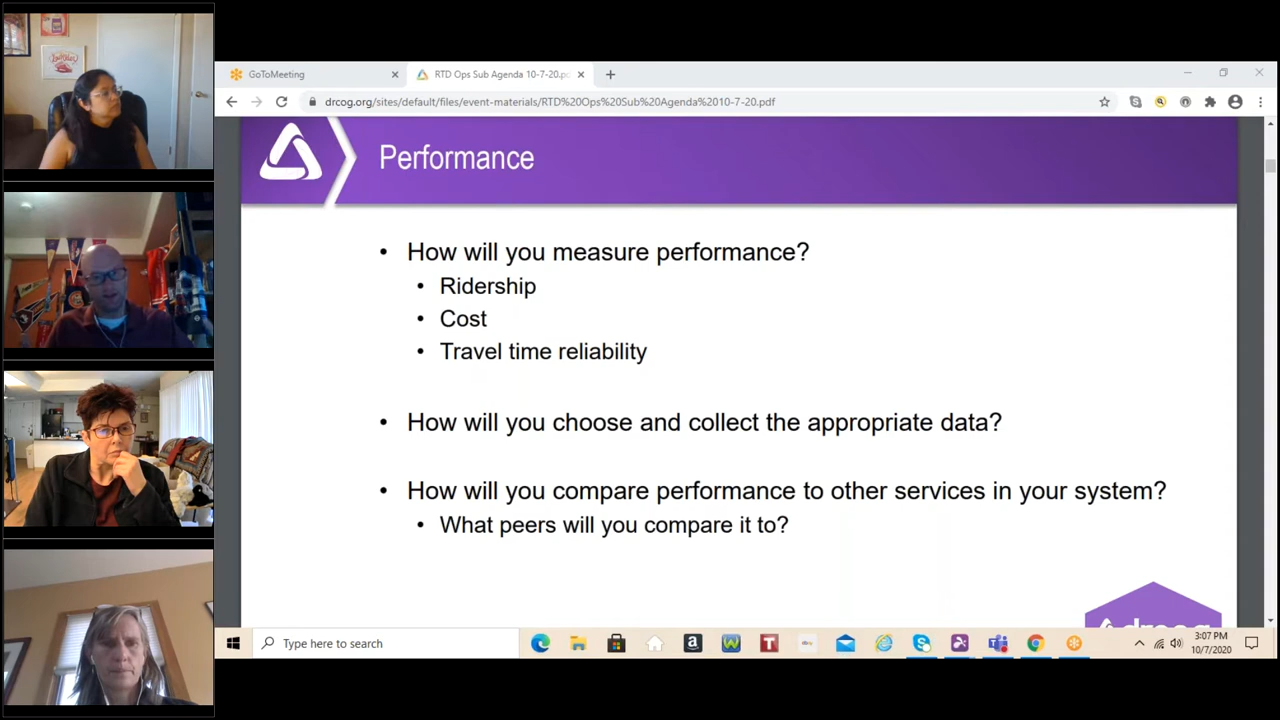 GoToMeeting
RTD Ops Sub Agenda 10-7-20.p
drcog.org/sites/default/files/event-materials/RTD%20Ops%20Sub%20Agenda%2010-7-20.pdf
Performance
• How will you measure performance?
• Ridership
• Cost
• Travel time reliability
• How will you choose and collect the appropriate data?
• How will you compare performance to other services in your system?
• What peers will you compare it to?
drcog
Type here to search
3:07 PM
10/7/2020